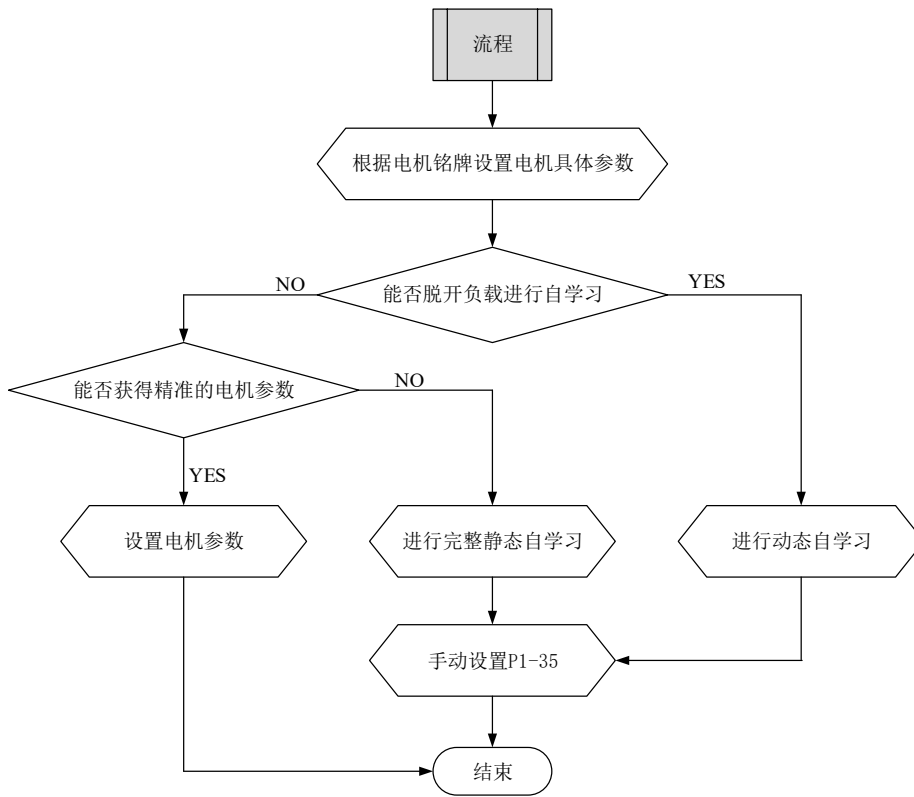 流程
根据电机铭牌设置电机具体参数
能否脱开负载进行自学习
NO
YES
能否获得精准的电机参数
NO
YES
设置电机参数
进行完整静态自学习
进行动态自学习
手动设置P1-35
结束